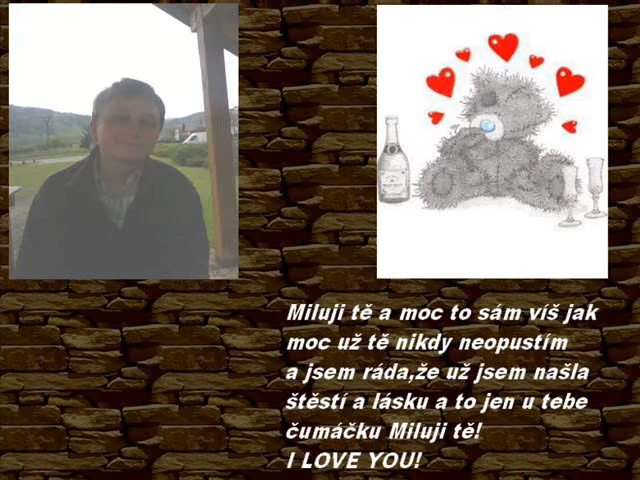 Miluji tě a moc to sám víš jak
moc už tě nikdy neopustím
a jsem ráda,že už jsem našla
štěstí a lásku a to jen u tebe
čumáčku Miluji tě!
I LOVE YOU!